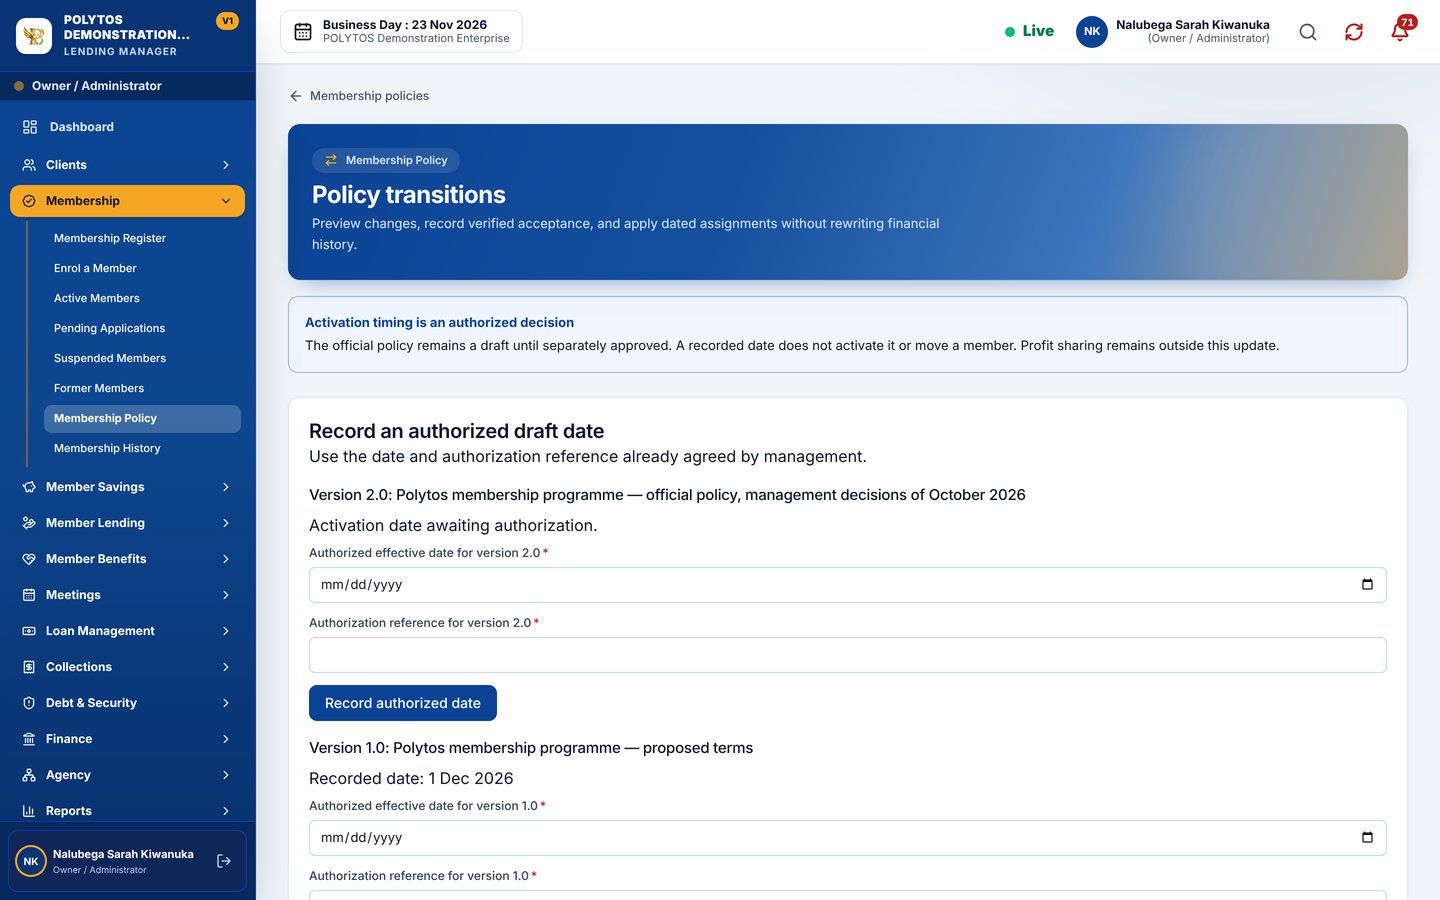 POLYTOS
DEMONSTRATION...
LENDING MANAGER
V1
Owner / Administrator
Dashboard
Clients
Membership
Membership Register
Enrol a Member
Active Members
Pending Applications
Suspended Members
Former Members
Membership Policy
Membership History
Member Savings
Member Lending
Member Benefits
Meetings
Loan Management
Collections
Debt & Security
Finance
Agency
Reports
NK
Nalubega Sarah Kiwanuka
Owner / Administrator
Business Day : 23 Nov 2026
POLYTOS Demonstration Enterprise
Live
NK
Nalubega Sarah Kiwanuka
(Owner / Administrator)
71
Membership policies
Membership Policy
Policy transitions
Preview changes, record verified acceptance, and apply dated assignments without rewriting financial
history.
Activation timing is an authorized decision
The official policy remains a draft until separately approved. A recorded date does not activate it or move a member. Profit sharing remains outside this update.
Record an authorized draft date
Use the date and authorization reference already agreed by management.
Version 2.0: Polytos membership programme — official policy, management decisions of October 2026
Activation date awaiting authorization.
Authorized effective date for version 2.0 *
mm/dd/yyyy
Authorization reference for version 2.0 *
Record authorized date
Version 1.0: Polytos membership programme — proposed terms
Recorded date: 1 Dec 2026
Authorized effective date for version 1.0 *
mm/dd/yyyy
Authorization reference for version 1.0 *